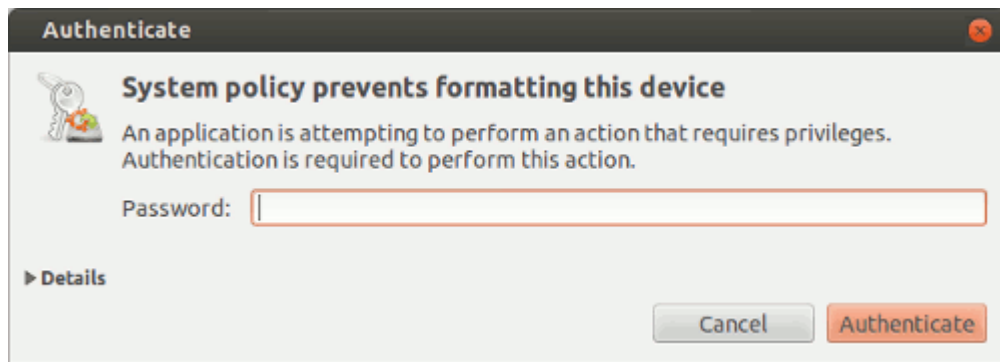 Authenticate
System policy prevents formatting this device
An application is attempting to perform an action that requires privileges.
Authentication is required to perform this action.
Password:
Details
Cancel
Authenticate